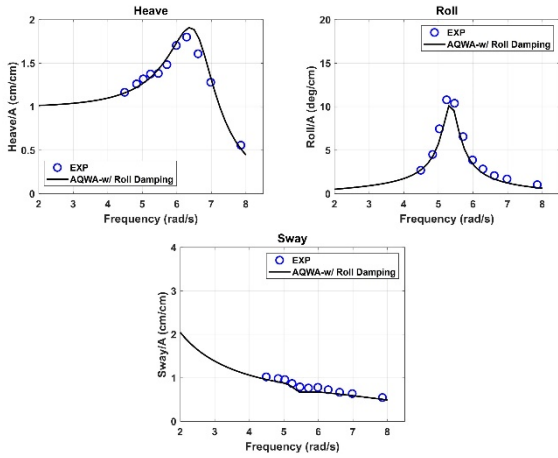 Heave
2
1.5
1
0.5
0
Heave/A (cm/cm)
EXP
AQWA-w/ Roll Damping
2 3 4 5 6 7 8
Frequency (rad/s)
Roll
20
15
10
5
0
Roll/A (deg/cm)
EXP
AQWA-w/ Roll Damping
2 3 4 5 6 7 8
Frequency (rad/s)
Sway
4
3
2
1
0
Sway/A (cm/cm)
EXP
AQWA-w/ Roll Damping
2 3 4 5 6 7 8
Frequency (rad/s)